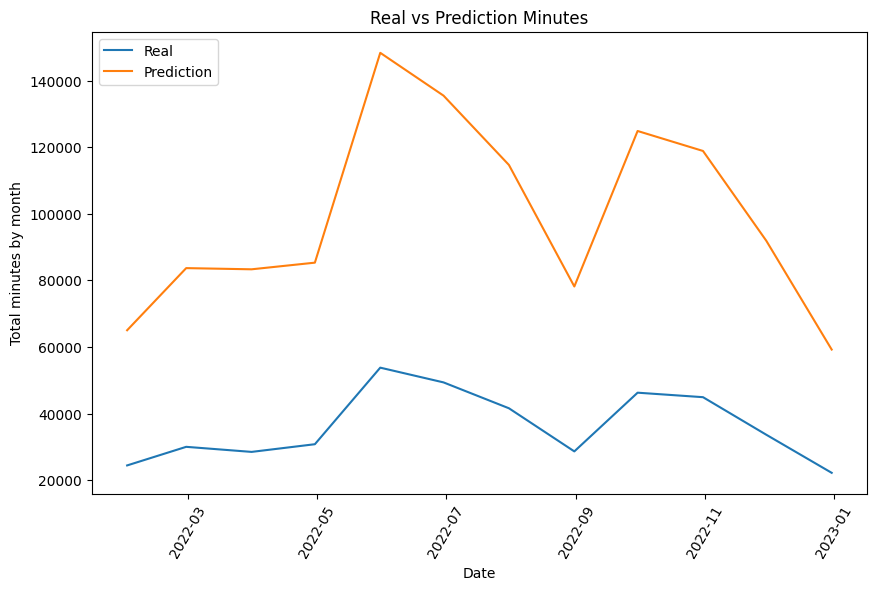 Real vs Prediction Minutes
Real
Prediction
Total minutes by month
140000
120000
100000
80000
60000
40000
20000
2022-03
2022-05
2022-07
2022-09
2022-11
2023-01
Date